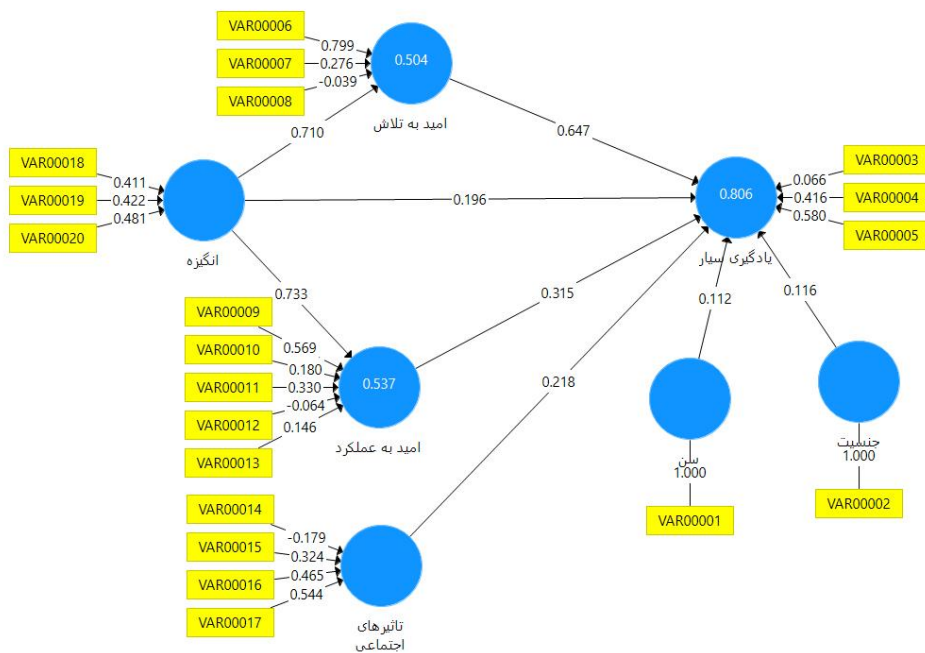 VAR00006
0.799
VAR00007
0.276
VAR00008
-0.039
0.504
امید به تلاش
0.710
0.647
VAR00018
0.411
VAR00019
0.422
VAR00020
0.481
انگیزه
0.196
0.806
یادگیری سیار
VAR00003
0.066
VAR00004
0.416
VAR00005
0.580
0.733
0.315
0.112
0.116
VAR00009
0.569
VAR00010
0.180
VAR00011
0.330
VAR00012
-0.064
VAR00013
0.146
0.537
امید به عملکرد
0.218
سن
1.000
VAR00001
جنسیت
1.000
VAR00002
VAR00014
-0.179
VAR00015
0.324
VAR00016
0.465
VAR00017
0.544
تاثیرهای
اجتماعی